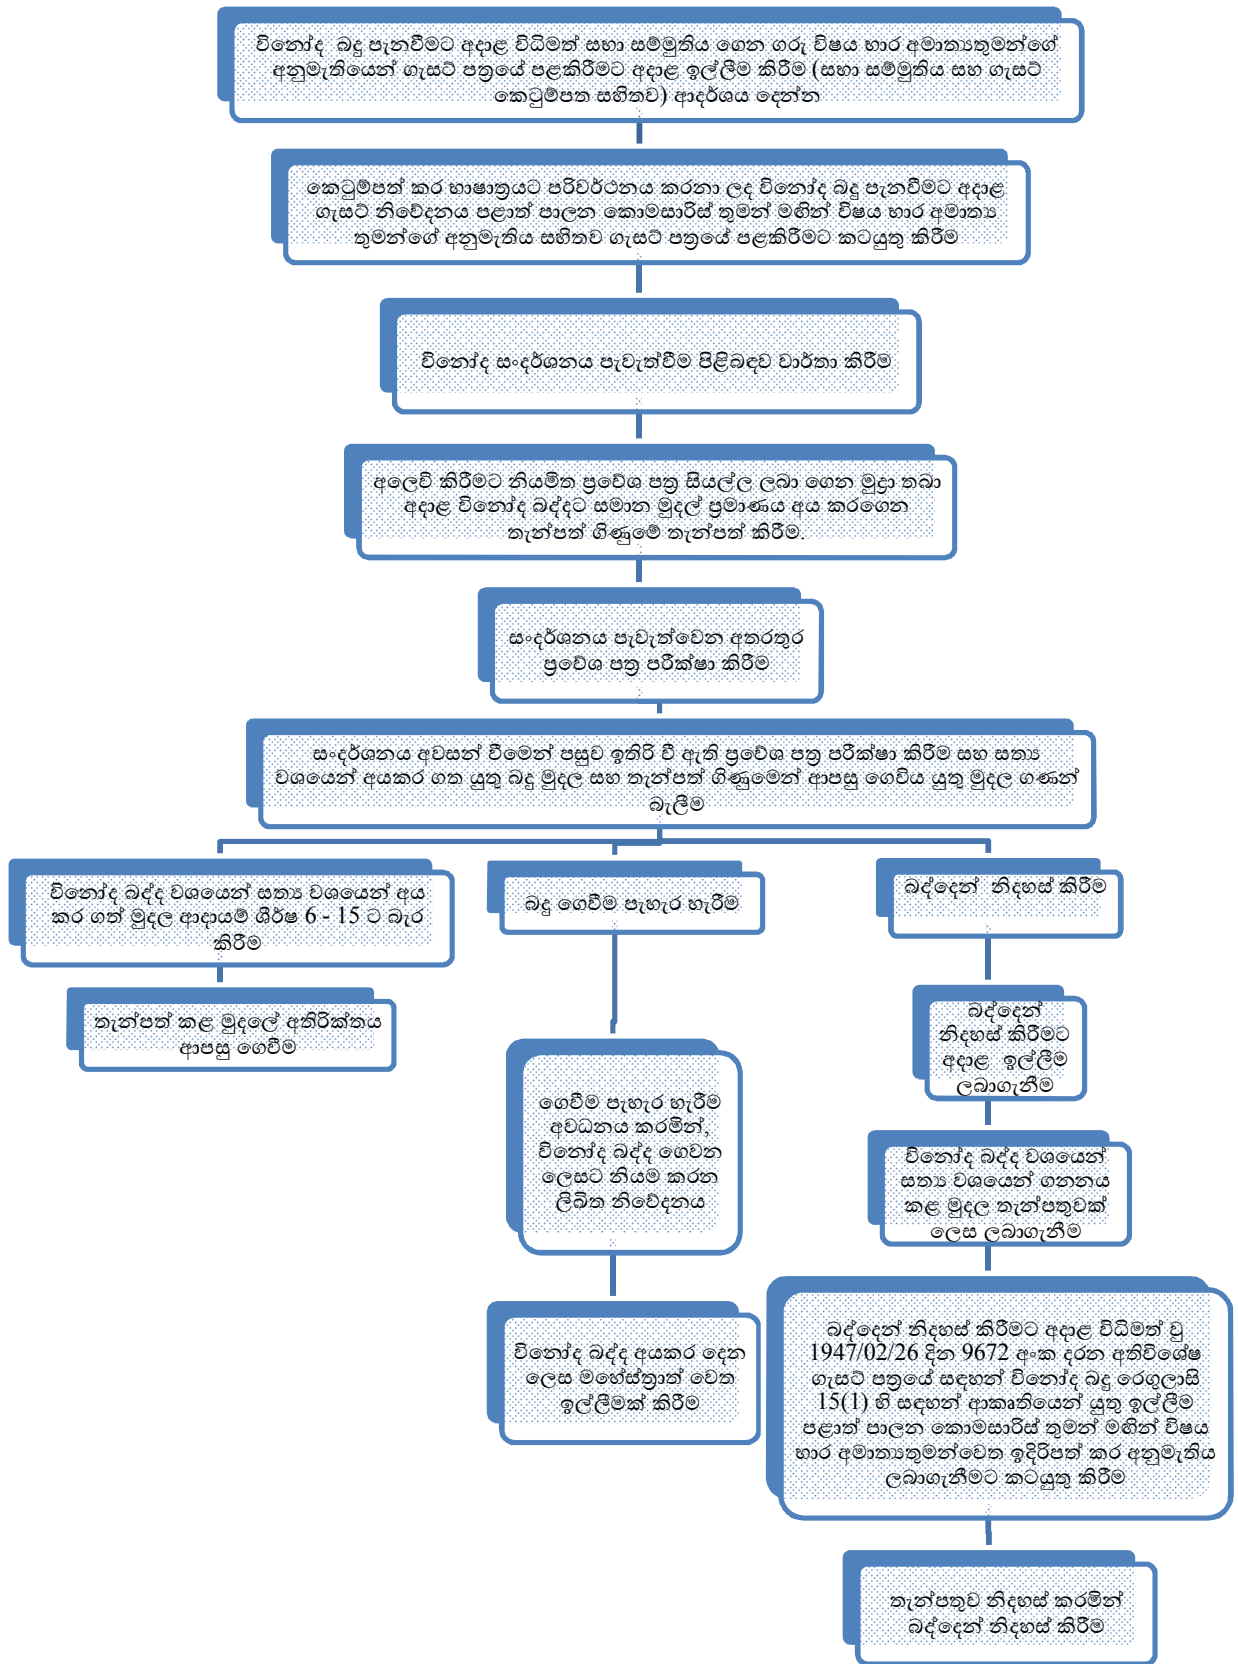 විනෝද බදු පැනවීමට අදාළ විධිමත් සභා සම්මුතිය ගෙන ගරු විෂය භාර අමාත්‍යතුමන්ගේ
අනුමැතියෙන් ගැසට් පත්‍රයේ පළකිරීමට අදාළ ඉල්ලීම කිරීම (සභා සම්මුතිය සහ ගැසට්
කෙටුම්පත සහිතව) ආදර්ශය දෙන්න
කෙටුම්පත් කර භාෂාත්‍රයට පරිවර්ථනය කරනා ලද විනෝද බදු පැනවීමට අදාළ
ගැසට් නිවේදනය පළාත් පාලන කොමසාරිස් තුමන් මඟින් විෂය භාර අමාත්‍ය
තුමන්ගේ අනුමැතිය සහිතව ගැසට් පත්‍රයේ පළකිරීමට කටයුතු කිරීම
විනෝද සංදර්ශනය පැවැත්වීම පිළිබඳව වාර්තා කිරීම
අලෙවි කිරීමට නියමිත ප්‍රවේශ පත්‍ර සියල්ල ලබා ගෙන මුද්‍රා තබා
අදාළ විනෝද බද්දට සමාන මුදල් ප්‍රමාණය අය කරගෙන
තැන්පත් ගිණුමේ තැන්පත් කිරීම.
සංදර්ශනය පැවැත්වෙන අතරතුර
ප්‍රවේශ පත්‍ර පරීක්ෂා කිරීම
සංදර්ශනය අවසන් වීමෙන් පසුව ඉතිරි වී ඇති ප්‍රවේශ පත්‍ර පරීක්ෂා කිරීම සහ සත්‍ය
වශයෙන් අයකර ගත යුතු බදු මුදල සහ තැන්පත් ගිණුමෙන් ආපසු ගෙවිය යුතු මුදල ගණන්
බැලීම
විනෝද බද්ද වශයෙන් සත්‍ය වශයෙන් අය
කර ගත් මුදල ආදායම් ශීර්ෂ 6 - 15 ට බැර
කිරීම
තැන්පත් කළ මුදලේ අතිරික්තය
ආපසු ගෙවීම
බදු ගෙවීම පැහැර හැරීම
ගෙවීම පැහැර හැරීම
අවධනය කරමින්,
විනෝද බද්ද ගෙවන
ලෙසට නියම කරන
ලිඛිත නිවේදනය
විනෝද බද්ද අයකර දෙන
ලෙස මහේස්ත්‍රාත් වෙත
ඉල්ලීමක් කිරීම
බද්දෙන් නිදහස් කිරීම
බද්දෙන්
නිදහස් කිරීමට
අදාළ ඉල්ලීම
ලබාගැනීම
විනෝද බද්ද වශයෙන්
සත්‍ය වශයෙන් ගනනය
කළ මුදල තැන්පතුවක්
ලෙස ලබාගැනීම
බද්දෙන් නිදහස් කිරීමට අදාළ විධිමත් වු
1947/02/26 දින 9672 අංක දරන අතිවිශේෂ
ගැසට් පත්‍රයේ සඳහන් විනෝද බදු රෙගුලාසි
15(1) හි සඳහන් ආකෘතියෙන් යුතු ඉල්ලීම
පළාත් පාලන කොමසාරිස් තුමන් මඟින් විෂය
භාර අමාත්‍යතුමන්වෙත ඉදිරිපත් කර අනුමැතිය
ලබාගැනීමට කටයුතු කිරීම
තැන්පතුව නිදහස් කරමින්
බද්දෙන් නිදහස් කිරීම